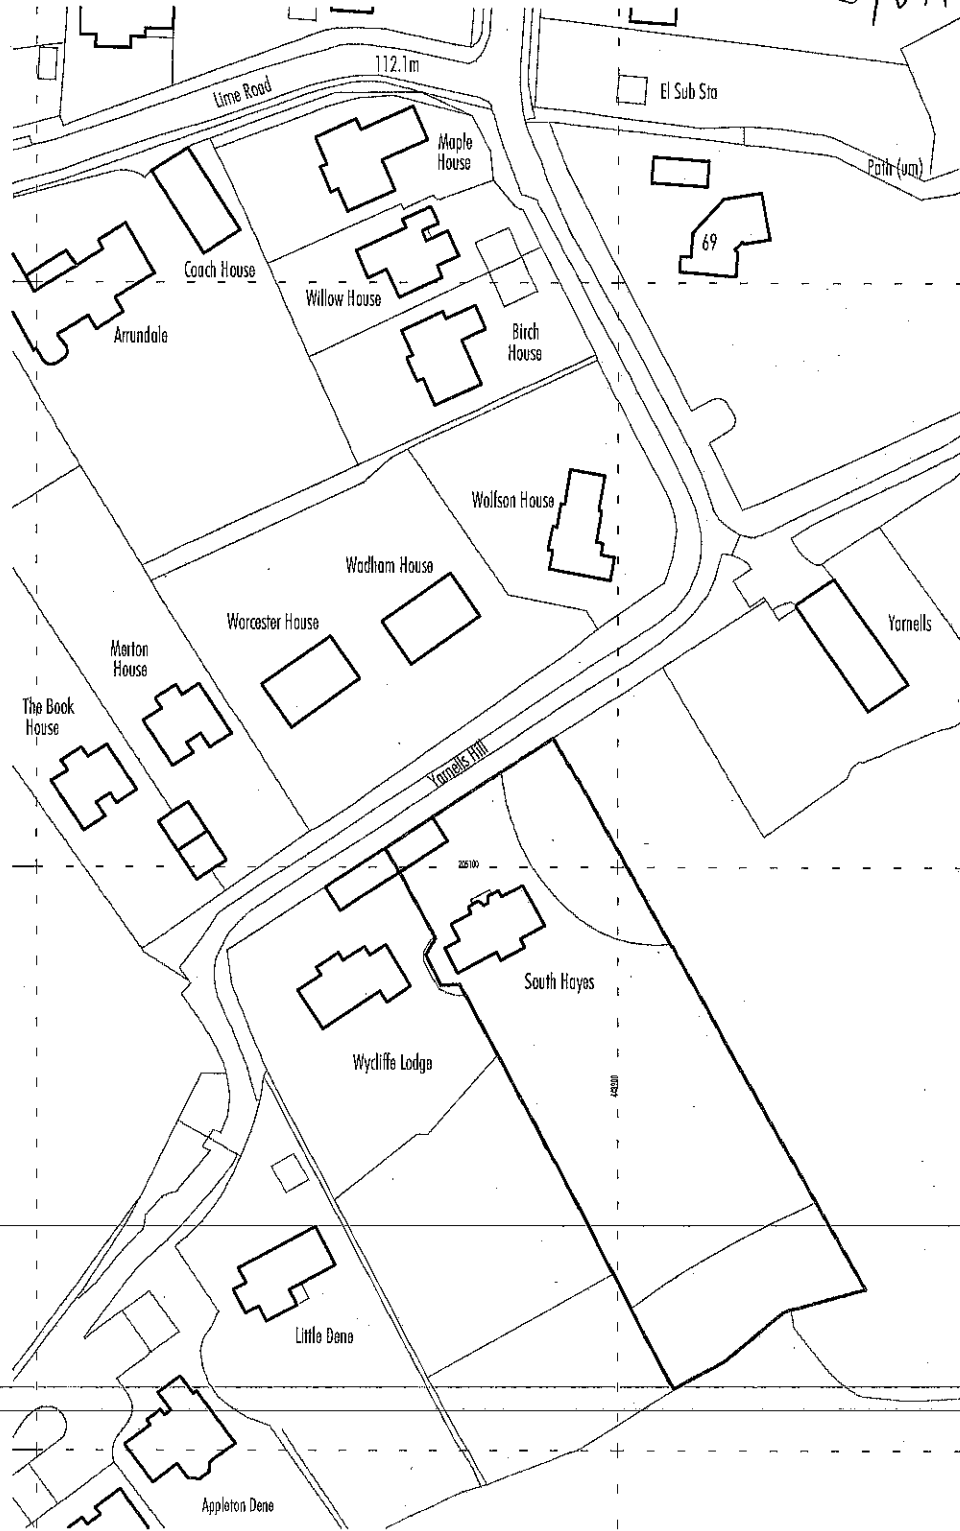 112.1m
Lime Road
El Sub Sta
Maple
House
Path (um)
69
Coach House
Willow House
Arrundale
Birch
House
Wolfson House
Wadham House
Worcester House
Yarnells
Merton
House
The Book
House
Yarnells Hill
205100
South Hayes
Wycliffe Lodge
Little Dene
Appleton Dene